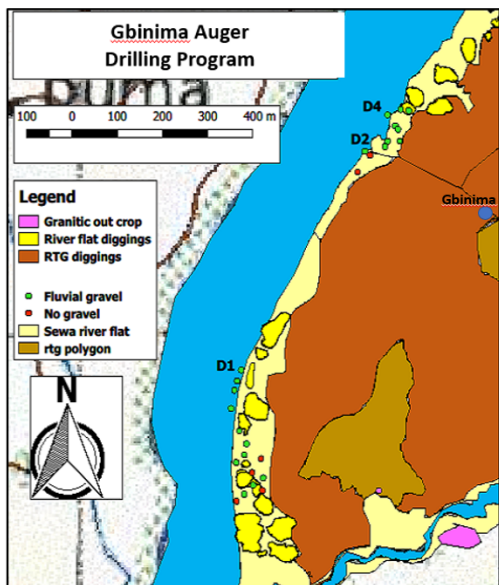 Gbinima Auger
Drilling Program
100 0 100 200 300 400 m
Legend
Granitic out crop
River flat diggings
RTG diggings
Fluvial gravel
No gravel
Sewa river flat
rtg polygon
N
D4
D2
Gbinima
D1